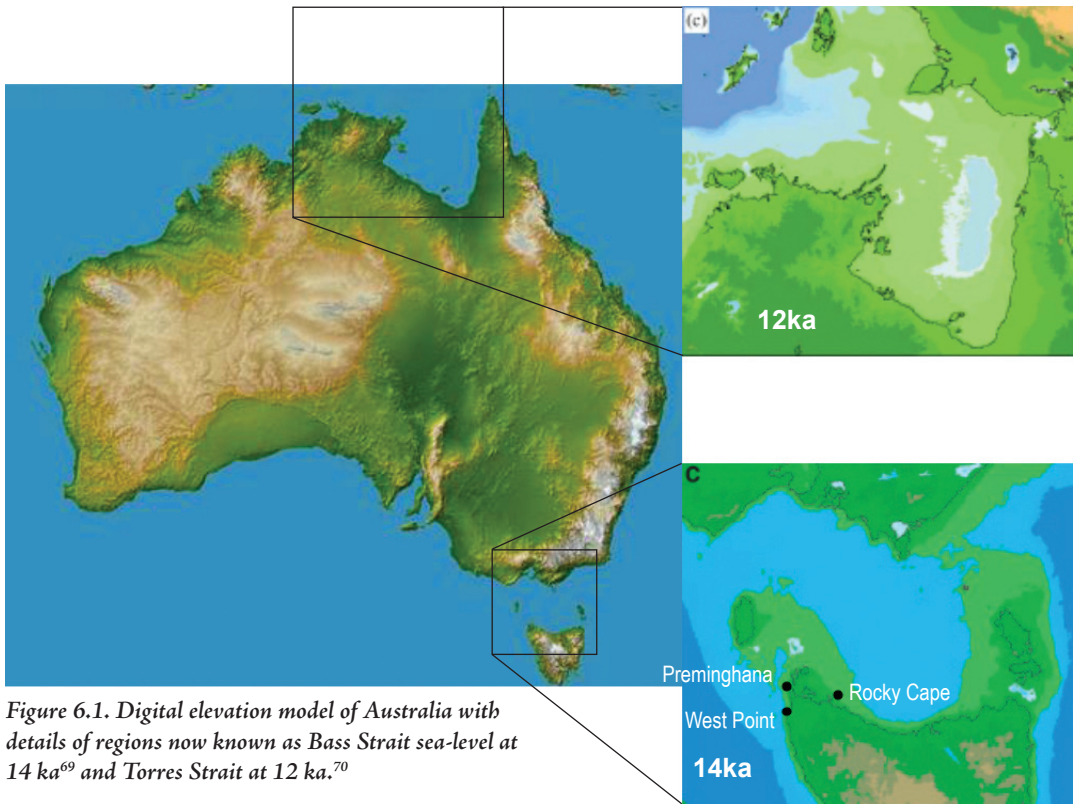 (c)
12ka
C
Preminghana
Rocky Cape
West Point
14ka
Figure 6.1. Digital elevation model of Australia with
details of regions now known as Bass Strait sea-level at
14 ka⁶⁹ and Torres Strait at 12 ka.⁷⁰